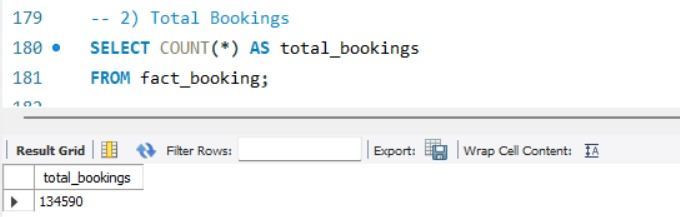 179 -- 2) Total Bookings
180 SELECT COUNT(*) AS total_bookings
181 FROM fact_booking;
Result Grid Filter Rows: Export: Wrap Cell Content: IA
total_bookings
134590